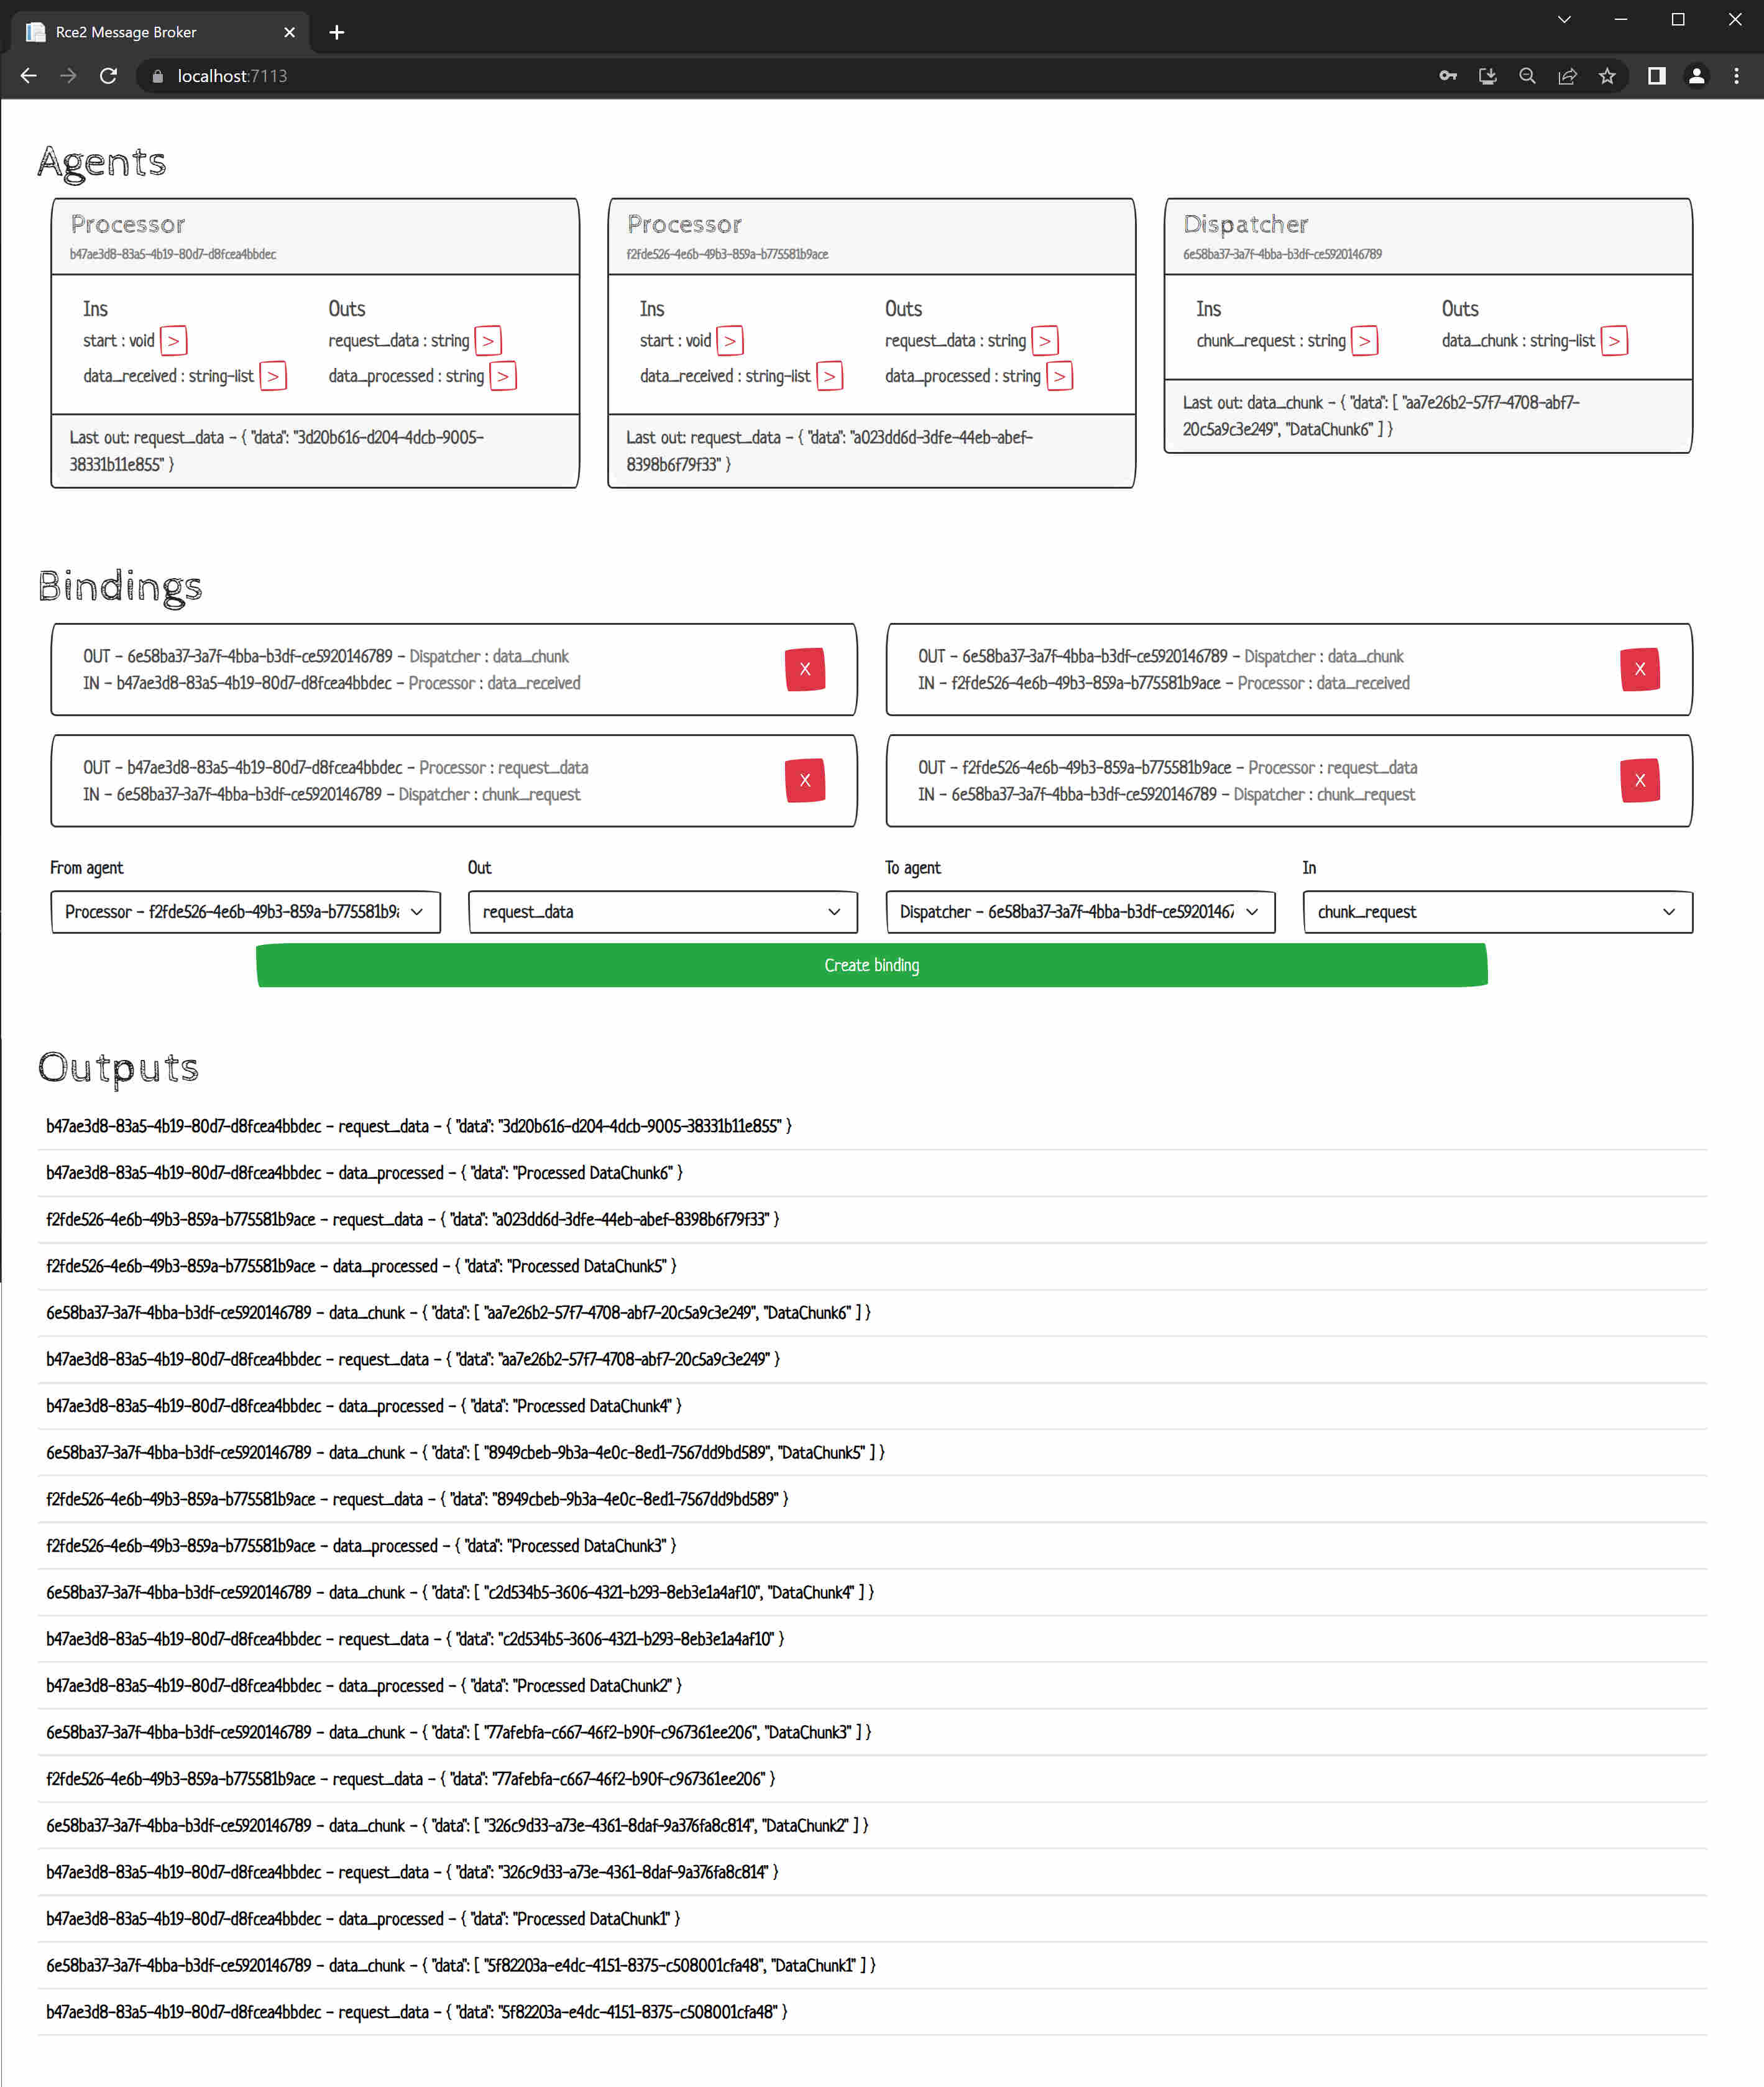 Rce2 Message Broker
localhost:7113
Agents
Processor
b47ae3d8-83a5-4b19-80d7-d8fcea4bbdec
Ins
start : void >
data_received : string-list >
Outs
request_data : string >
data_processed : string >
Last out: request_data - { "data": "3d20b616-d204-4dcb-9005-
38331b11e855" }
Processor
f2fde526-4e6b-49b3-859a-b775581b9ace
Ins
start : void >
data_received : string-list >
Outs
request_data : string >
data_processed : string >
Last out: request_data - { "data": "a023dd6d-3dfe-44eb-abef-
8398b6f79f33" }
Dispatcher
6e58ba37-3a7f-4bba-b3df-ce5920146789
Ins
chunk_request : string >
Outs
data_chunk : string-list >
Last out: data_chunk - { "data": [ "aa7e26b2-57f7-4708-abf7-
20c5a9c3e249", "DataChunk6" ] }
Bindings
OUT - 6e58ba37-3a7f-4bba-b3df-ce5920146789 - Dispatcher : data_chunk
IN - b47ae3d8-83a5-4b19-80d7-d8fcea4bbdec - Processor : data_received
X
OUT - 6e58ba37-3a7f-4bba-b3df-ce5920146789 - Dispatcher : data_chunk
IN - f2fde526-4e6b-49b3-859a-b775581b9ace - Processor : data_received
X
OUT - b47ae3d8-83a5-4b19-80d7-d8fcea4bbdec - Processor : request_data
IN - 6e58ba37-3a7f-4bba-b3df-ce5920146789 - Dispatcher : chunk_request
X
OUT - f2fde526-4e6b-49b3-859a-b775581b9ace - Processor : request_data
IN - 6e58ba37-3a7f-4bba-b3df-ce5920146789 - Dispatcher : chunk_request
X
From agent
Processor - f2fde526-4e6b-49b3-859a-b775581b9a
Out
request_data
To agent
Dispatcher - 6e58ba37-3a7f-4bba-b3df-ce59201467
In
chunk_request
Create binding
Outputs
b47ae3d8-83a5-4b19-80d7-d8fcea4bbdec - request_data - { "data": "3d20b616-d204-4dcb-9005-38331b11e855" }
b47ae3d8-83a5-4b19-80d7-d8fcea4bbdec - data_processed - { "data": "Processed DataChunk6" }
f2fde526-4e6b-49b3-859a-b775581b9ace - request_data - { "data": "a023dd6d-3dfe-44eb-abef-8398b6f79f33" }
f2fde526-4e6b-49b3-859a-b775581b9ace - data_processed - { "data": "Processed DataChunk5" }
6e58ba37-3a7f-4bba-b3df-ce5920146789 - data_chunk - { "data": [ "aa7e26b2-57f7-4708-abf7-20c5a9c3e249", "DataChunk6" ] }
b47ae3d8-83a5-4b19-80d7-d8fcea4bbdec - request_data - { "data": "aa7e26b2-57f7-4708-abf7-20c5a9c3e249" }
b47ae3d8-83a5-4b19-80d7-d8fcea4bbdec - data_processed - { "data": "Processed DataChunk4" }
6e58ba37-3a7f-4bba-b3df-ce5920146789 - data_chunk - { "data": [ "8949cbeb-9b3a-4e0c-8ed1-7567dd9bd589", "DataChunk5" ] }
f2fde526-4e6b-49b3-859a-b775581b9ace - request_data - { "data": "8949cbeb-9b3a-4e0c-8ed1-7567dd9bd589" }
f2fde526-4e6b-49b3-859a-b775581b9ace - data_processed - { "data": "Processed DataChunk3" }
6e58ba37-3a7f-4bba-b3df-ce5920146789 - data_chunk - { "data": [ "c2d534b5-3606-4321-b293-8eb3e1a4af10", "DataChunk4" ] }
b47ae3d8-83a5-4b19-80d7-d8fcea4bbdec - request_data - { "data": "c2d534b5-3606-4321-b293-8eb3e1a4af10" }
b47ae3d8-83a5-4b19-80d7-d8fcea4bbdec - data_processed - { "data": "Processed DataChunk2" }
6e58ba37-3a7f-4bba-b3df-ce5920146789 - data_chunk - { "data": [ "77afebfa-c667-46f2-b90f-c967361ee206", "DataChunk3" ] }
f2fde526-4e6b-49b3-859a-b775581b9ace - request_data - { "data": "77afebfa-c667-46f2-b90f-c967361ee206" }
6e58ba37-3a7f-4bba-b3df-ce5920146789 - data_chunk - { "data": [ "326c9d33-a73e-4361-8daf-9a376fa8c814", "DataChunk2" ] }
b47ae3d8-83a5-4b19-80d7-d8fcea4bbdec - request_data - { "data": "326c9d33-a73e-4361-8daf-9a376fa8c814" }
b47ae3d8-83a5-4b19-80d7-d8fcea4bbdec - data_processed - { "data": "Processed DataChunk1" }
6e58ba37-3a7f-4bba-b3df-ce5920146789 - data_chunk - { "data": [ "5f82203a-e4dc-4151-8375-c508001cfa48", "DataChunk1" ] }
b47ae3d8-83a5-4b19-80d7-d8fcea4bbdec - request_data - { "data": "5f82203a-e4dc-4151-8375-c508001cfa48" }